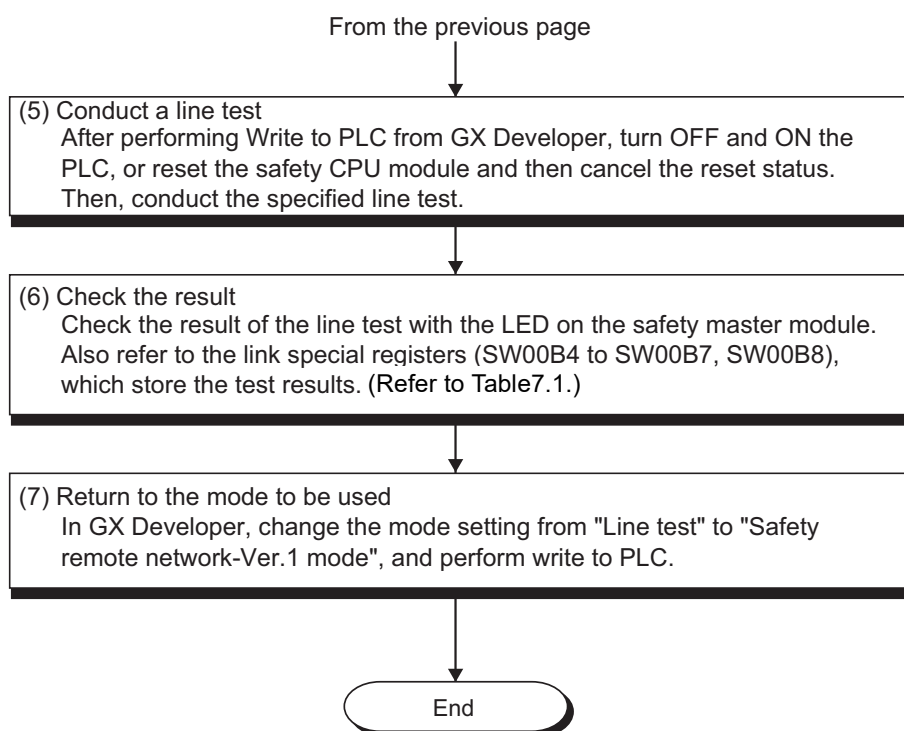 From the previous page
(5) Conduct a line test
After performing Write to PLC from GX Developer, turn OFF and ON the
PLC, or reset the safety CPU module and then cancel the reset status.
Then, conduct the specified line test.
(6) Check the result
Check the result of the line test with the LED on the safety master module.
Also refer to the link special registers (SW00B4 to SW00B7, SW00B8),
which store the test results. (Refer to Table7.1.)
(7) Return to the mode to be used
In GX Developer, change the mode setting from "Line test" to "Safety
remote network-Ver.1 mode", and perform write to PLC.
End